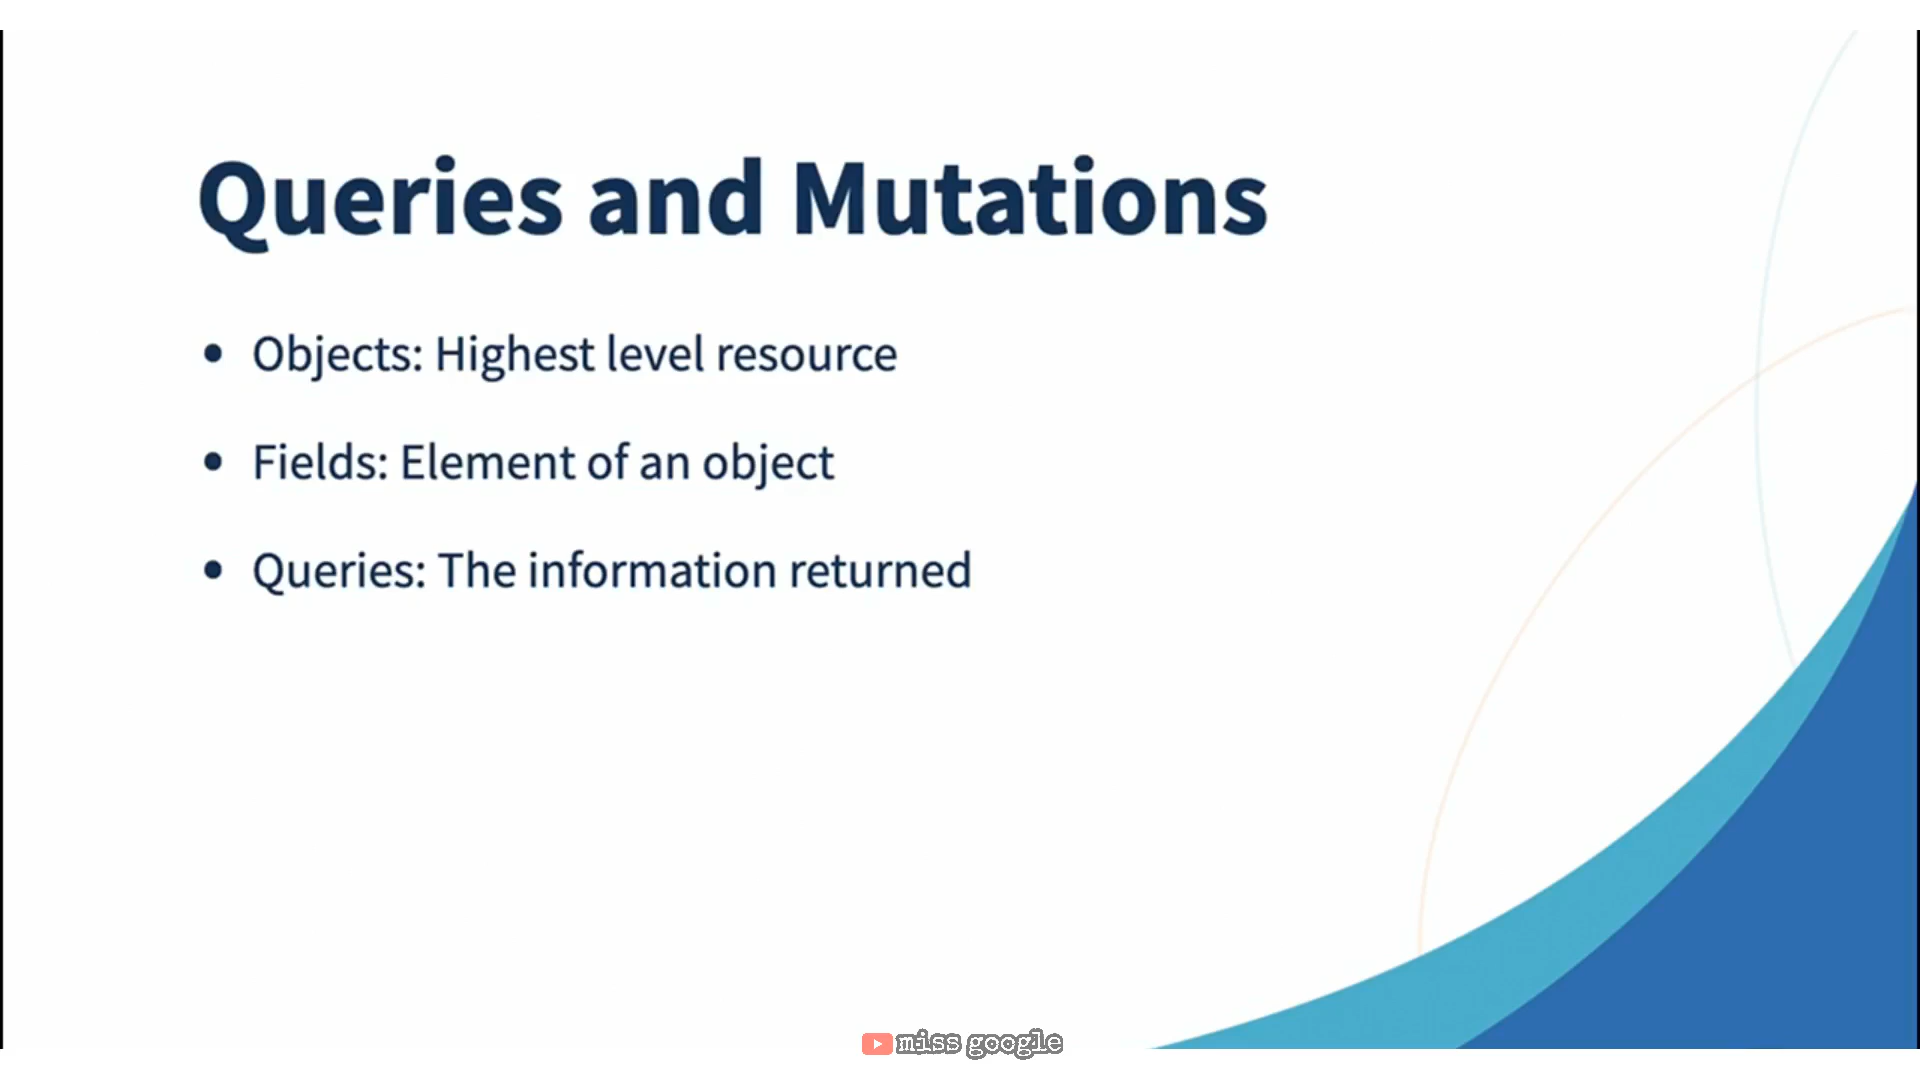 Queries and Mutations
• Objects: Highest level resource
• Fields: Element of an object
• Queries: The information returned
miss google